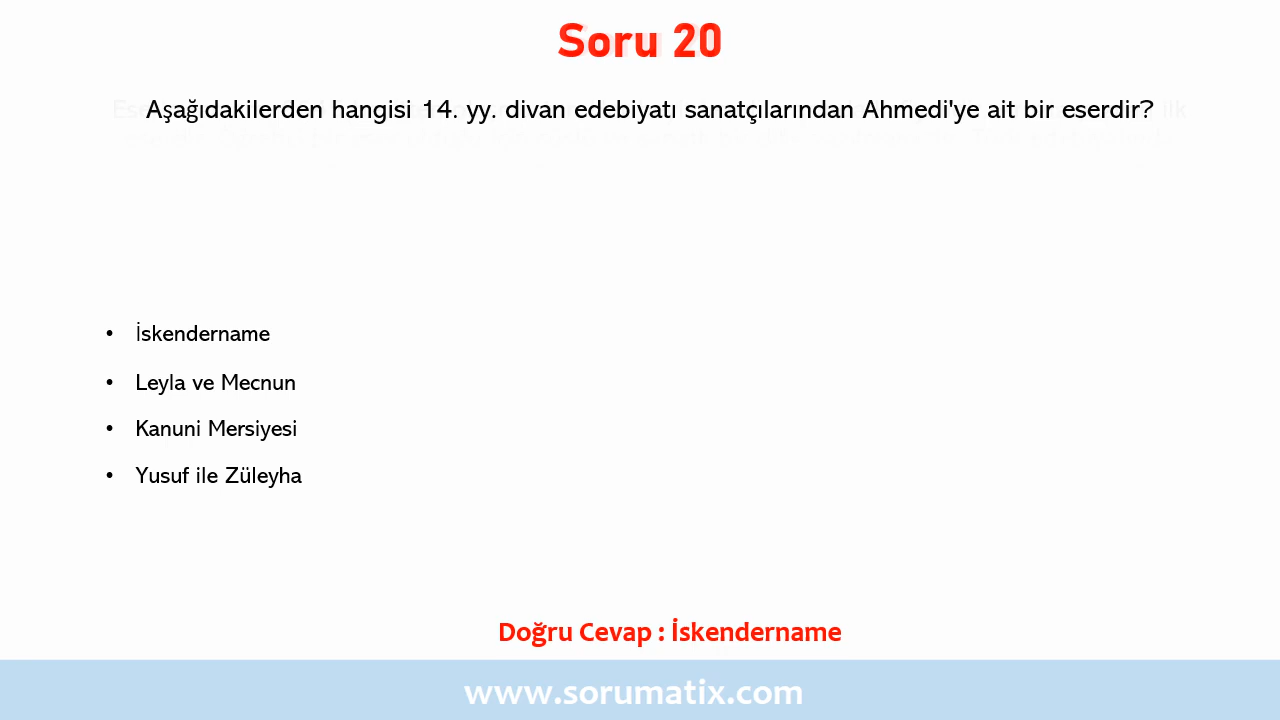 Soru 20
Aşağıdakilerden hangisi 14. yy. divan edebiyatı sanatçılarından Ahmedi'ye ait bir eserdir?
• İskendername
• Leyla ve Mecnun
• Kanuni Mersiyesi
• Yusuf ile Züleyha
Doğru Cevap : İskendername
www.sorumatix.com